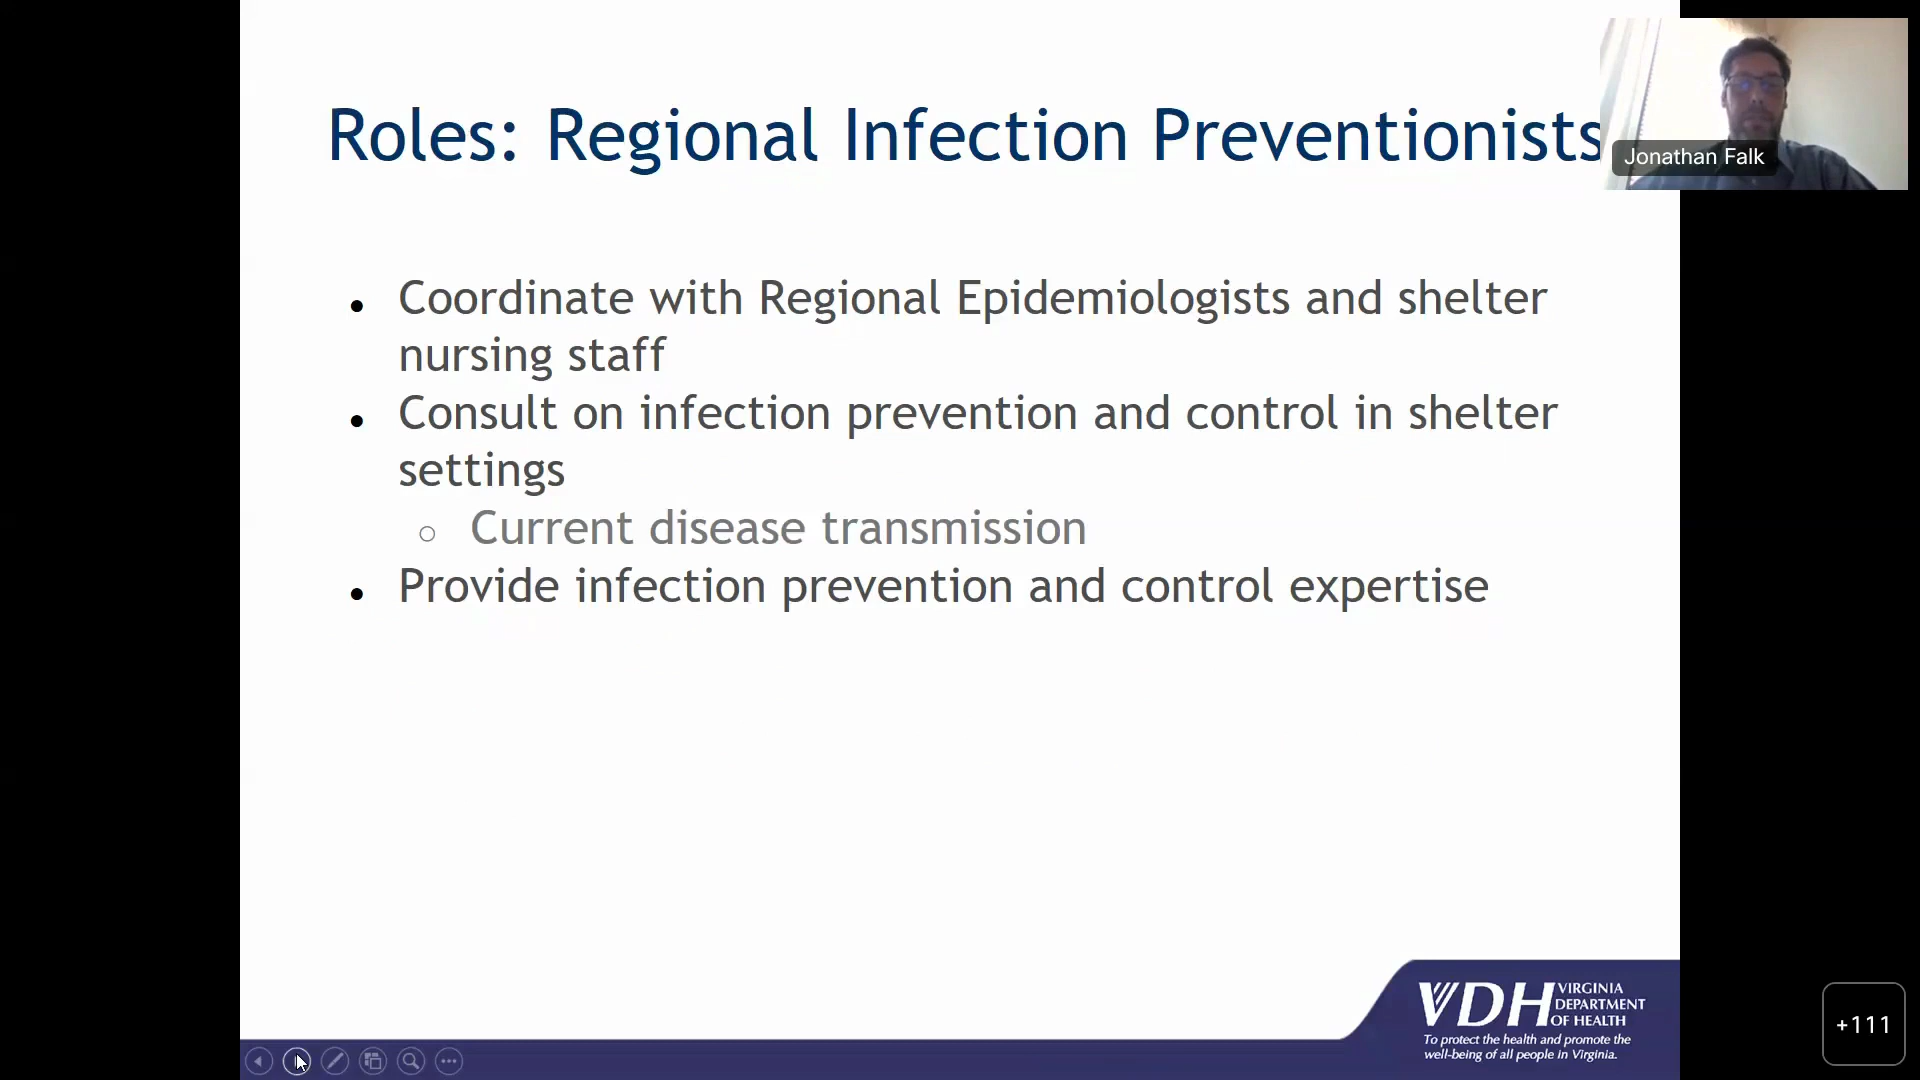 Roles: Regional Infection Preventionists
Jonathan Falk
● Coordinate with Regional Epidemiologists and shelter
nursing staff
● Consult on infection prevention and control in shelter
settings
○ Current disease transmission
● Provide infection prevention and control expertise
VDH VIRGINIA
DEPARTMENT
OF HEALTH
To protect the health and promote the
well-being of all people in Virginia.
+111